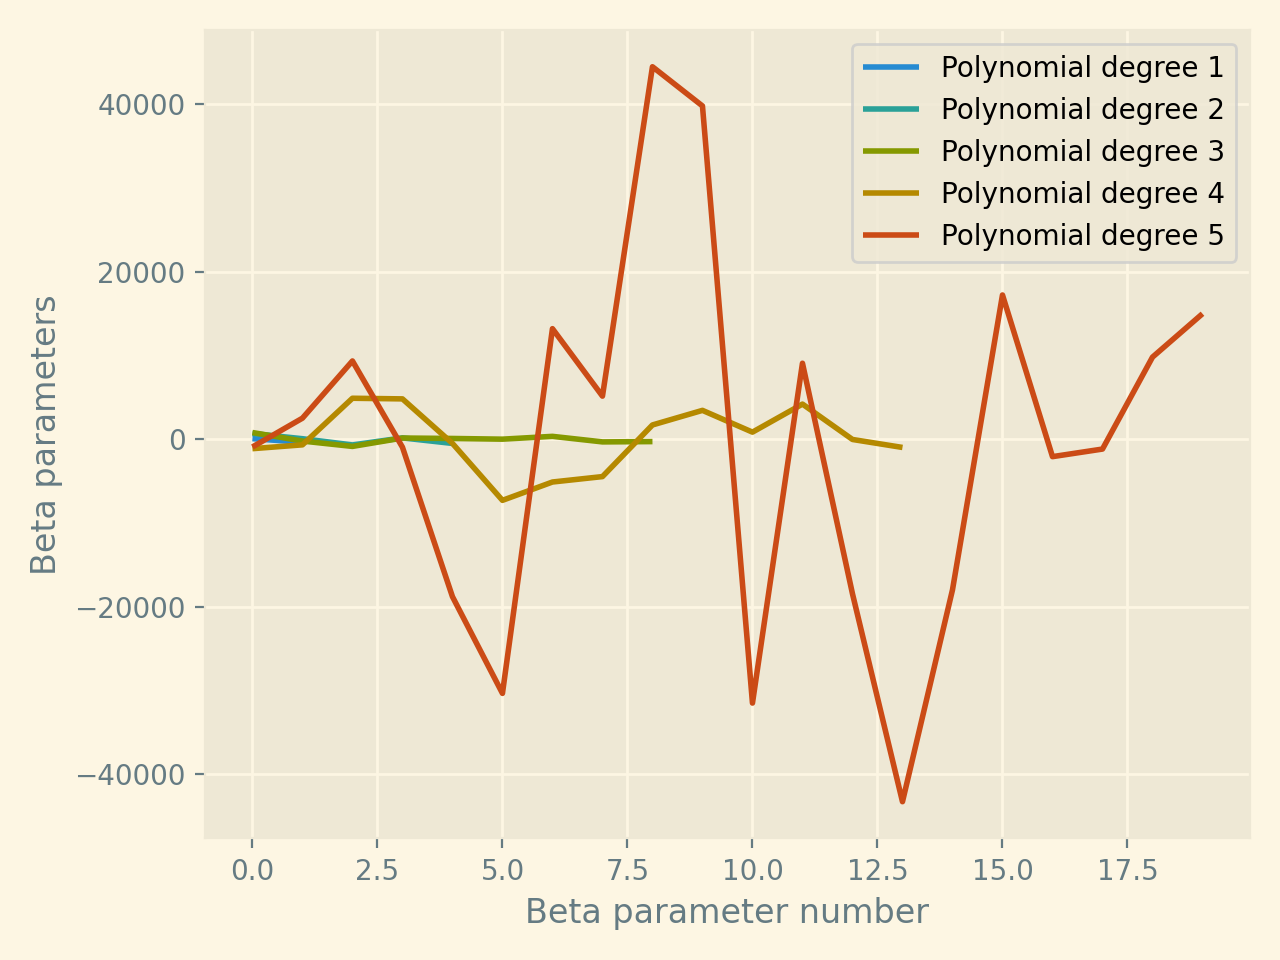 Polynomial degree 1
Polynomial degree 2
Polynomial degree 3
Polynomial degree 4
Polynomial degree 5
40000
20000
0
−20000
−40000
Beta parameters
0.0 2.5 5.0 7.5 10.0 12.5 15.0 17.5
Beta parameter number